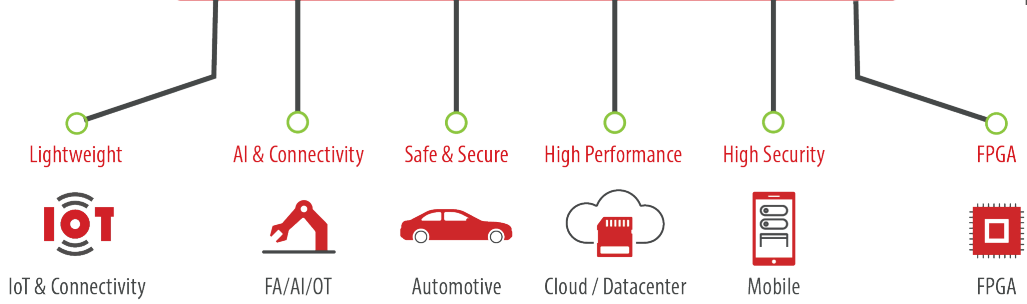 Lightweight
AI & Connectivity
Safe & Secure
High Performance
High Security
FPGA
IOT
IoT & Connectivity
FA/AI/OT
Automotive
Cloud / Datacenter
Mobile
FPGA